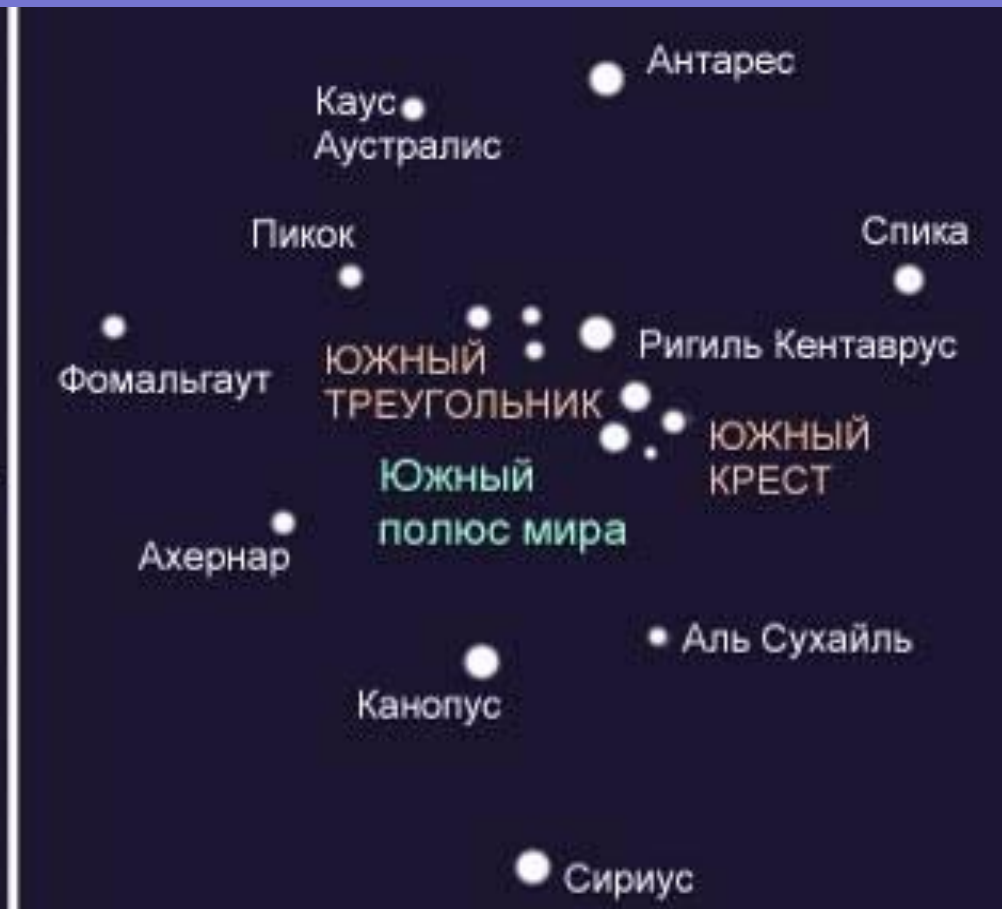 Антарес
Каус
Аустралис
Пикок
Спика
Ригиль Кентаврус
Фомальгаут
ЮЖНЫЙ
ТРЕУГОЛЬНИК
ЮЖНЫЙ
КРЕСТ
Южный
полюс мира
Ахернар
Аль Сухайль
Канопус
Сириус